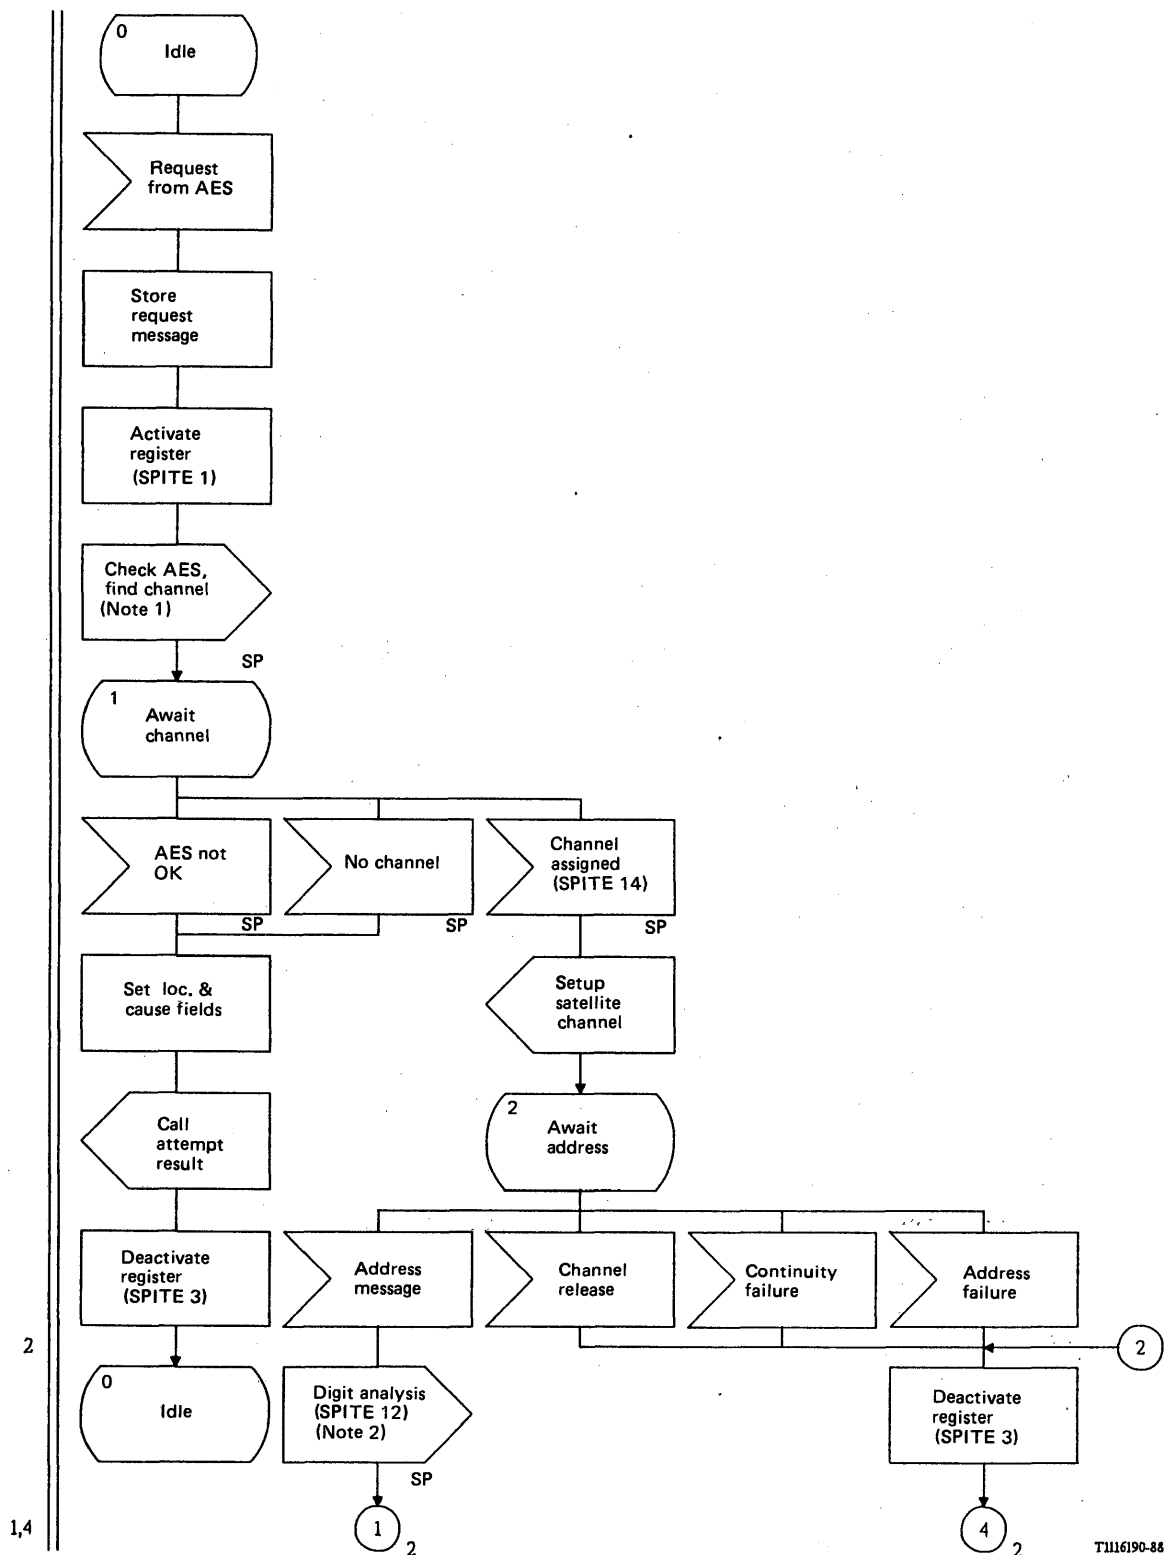 0
Idle
Request
from AES
Store
request
message
Activate
register
(SPITE 1)
Check AES,
find channel
(Note 1)
SP
1
Await
channel
AES not
OK
SP
No channel
SP
Channel
assigned
(SPITE 14)
SP
Set loc. &
cause fields
Setup
satellite
channel
Call
attempt
result
2
Await
address
Deactivate
register
(SPITE 3)
Address
message
Channel
release
Continuity
failure
Address
failure
2
2
0
Idle
Digit analysis
(SPITE 12)
(Note 2)
SP
Deactivate
register
(SPITE 3)
1,4
1
2
4
2
T1116190-88